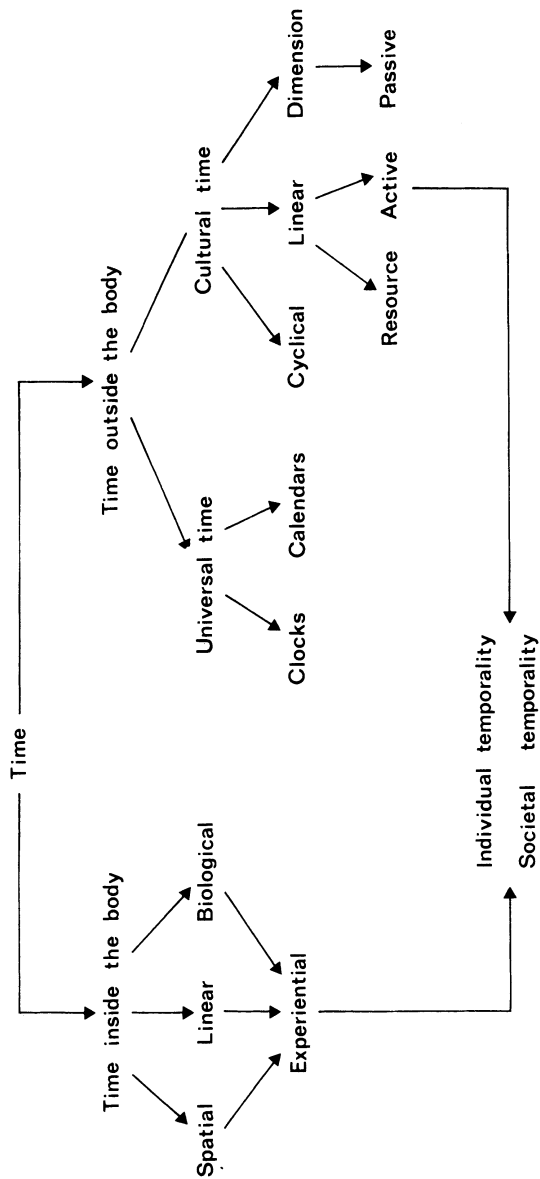 Time
Time inside the body
Time outside the body
Spatial
Linear
Biological
Universal time
Cultural time
Experiential
Clocks
Calendars
Cyclical
Linear
Dimension
Resource
Active
Passive
Individual temporality
Societal temporality